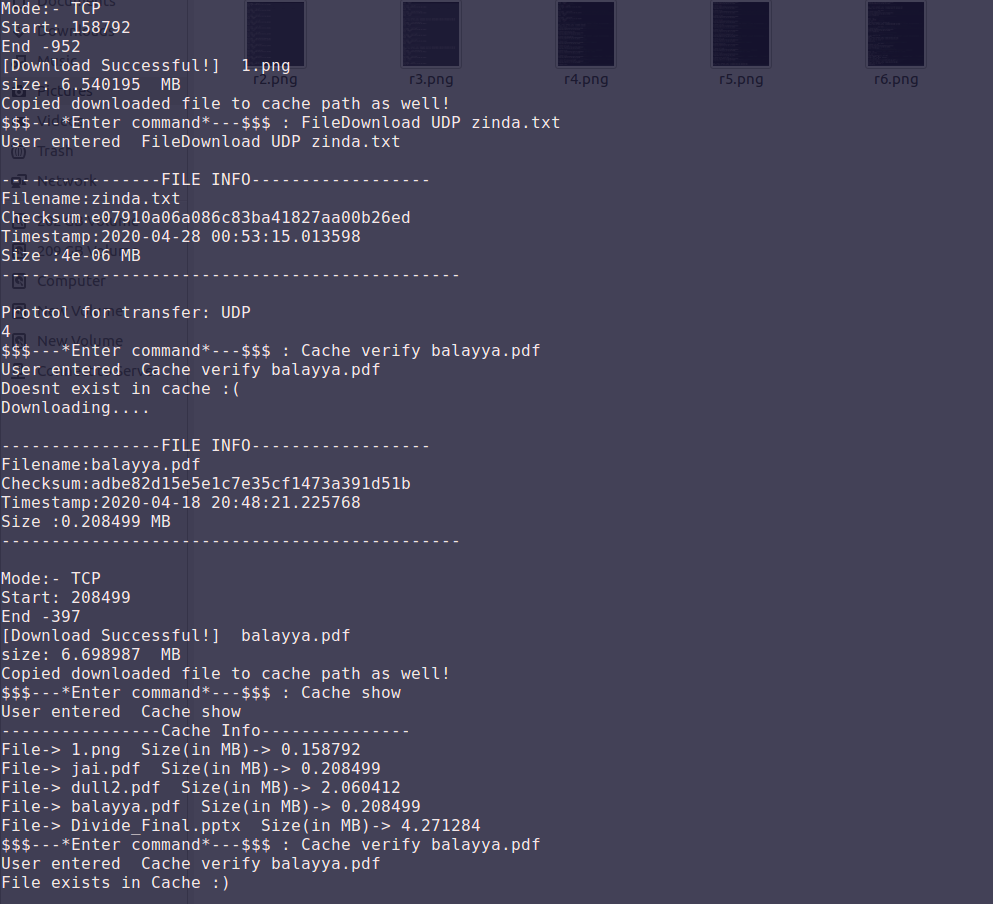 Mode:- TCP
Start: 158792
End -952
[Download Successful!]  1.png
size: 6.540195  MB
r2.png r3.png r4.png r5.png r6.png
Copied downloaded file to cache path as well!
$$$---*Enter command*---$$$ : FileDownload UDP zinda.txt
User entered  FileDownload UDP zinda.txt
Trash
----------------FILE INFO------------------
Network
Filename:zinda.txt
Checksum:e07910a06a086c83ba41827aa00b26ed
Timestamp:2020-04-28 00:53:15.013598
Size :4e-06 MB
----------------------------------------------
Computer
Protocol for transfer: UDP
4
New Volume
$$$---*Enter command*---$$$ : Cache verify balayya.pdf
User entered  Cache verify balayya.pdf
Doesnt exist in cache :(
Downloading....
----------------FILE INFO------------------
Filename:balayya.pdf
Checksum:adbe82d15e5e1c7e35cf1473a391d51b
Timestamp:2020-04-18 20:48:21.225768
Size :0.208499 MB
----------------------------------------------
Mode:- TCP
Start: 208499
End -397
[Download Successful!]  balayya.pdf
size: 6.698987  MB
Copied downloaded file to cache path as well!
$$$---*Enter command*---$$$ : Cache show
User entered  Cache show
----------------Cache Info---------------
File-> 1.png  Size(in MB)-> 0.158792
File-> jai.pdf  Size(in MB)-> 0.208499
File-> dull2.pdf  Size(in MB)-> 2.060412
File-> balayya.pdf  Size(in MB)-> 0.208499
File-> Divide_Final.pptx  Size(in MB)-> 4.271284
$$$---*Enter command*---$$$ : Cache verify balayya.pdf
User entered  Cache verify balayya.pdf
File exists in Cache :)